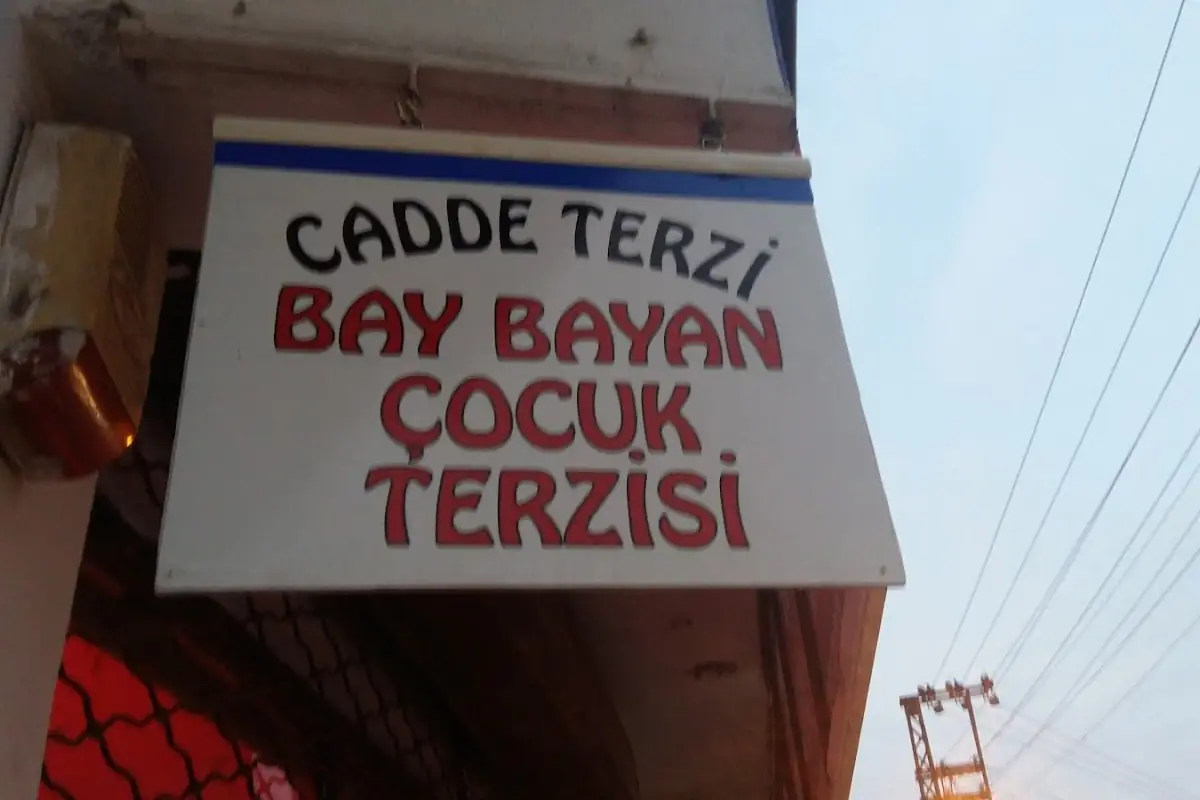 CADDE TERZİ
BAY BAYAN
ÇOCUK
TERZİSİ